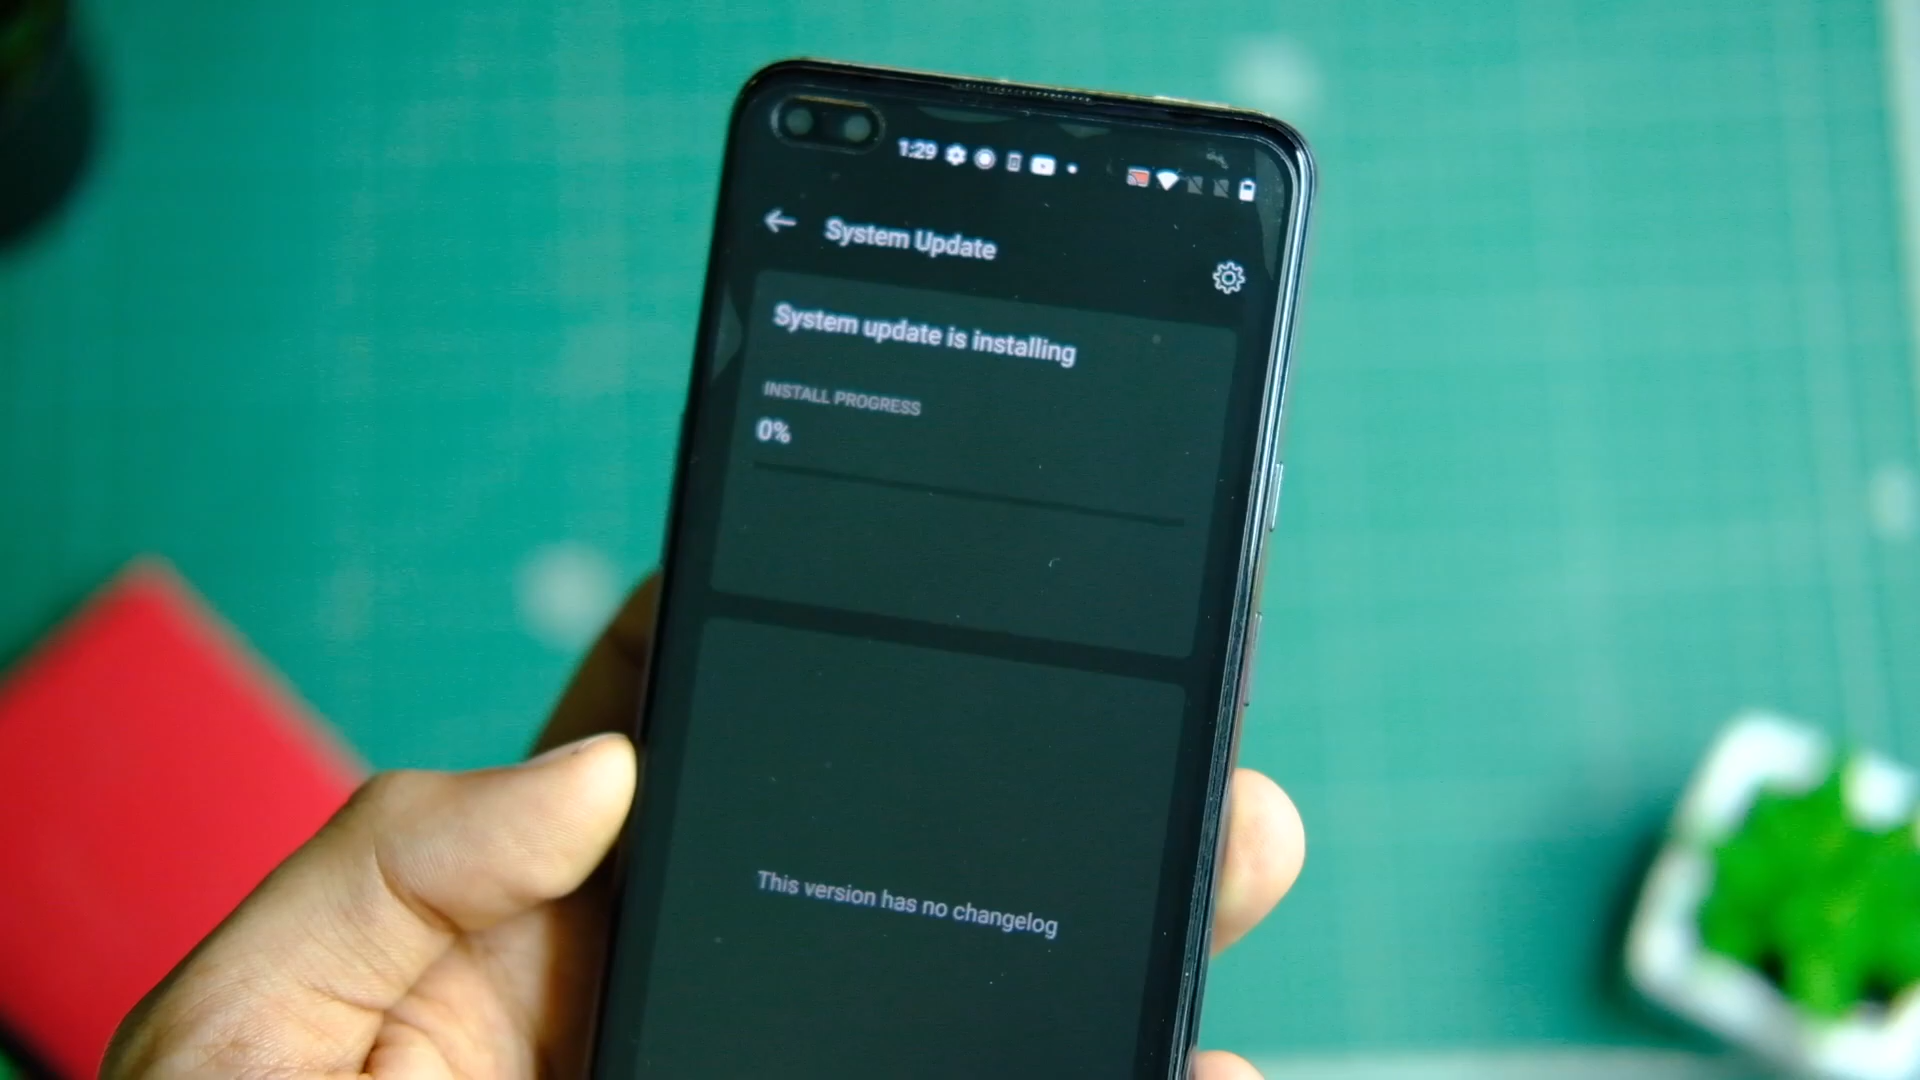 1:29
System Update
System update is installing
INSTALL PROGRESS
0%
This version has no changelog